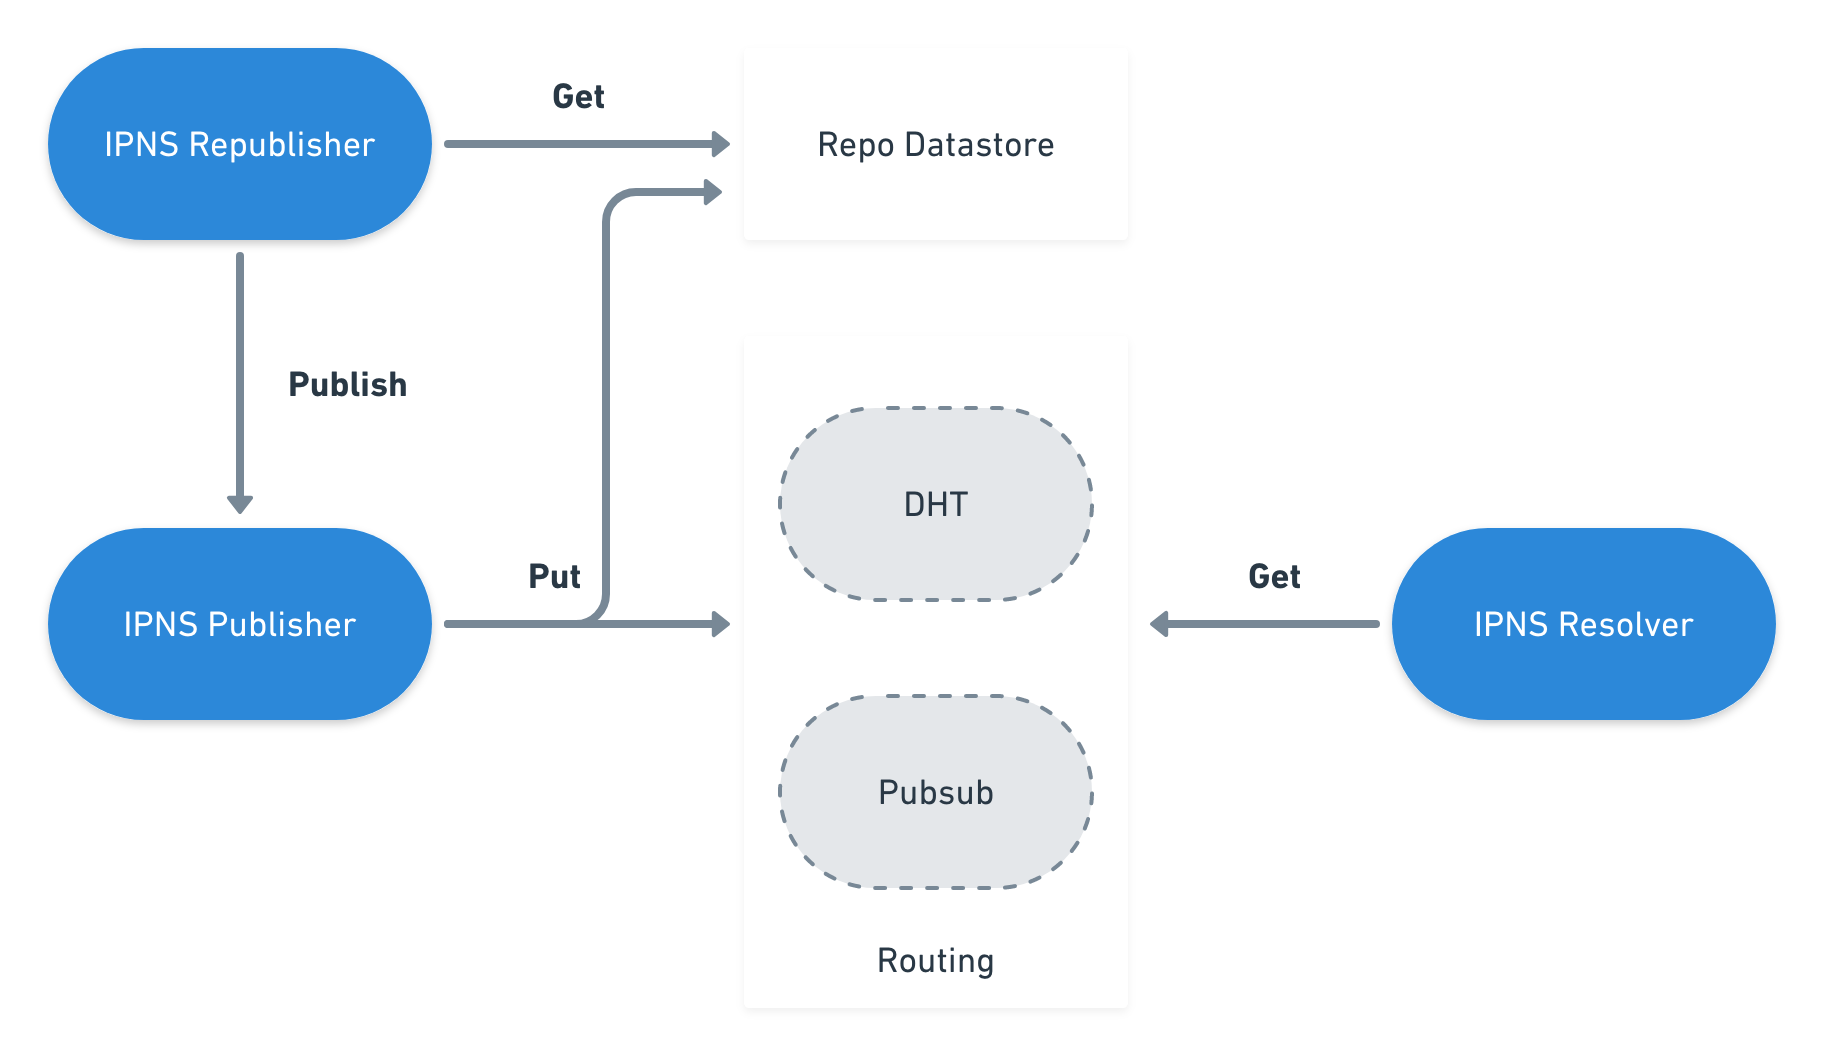 IPNS Republisher
Get
Repo Datastore
Publish
DHT
Put
Get
IPNS Publisher
IPNS Resolver
Pubsub
Routing